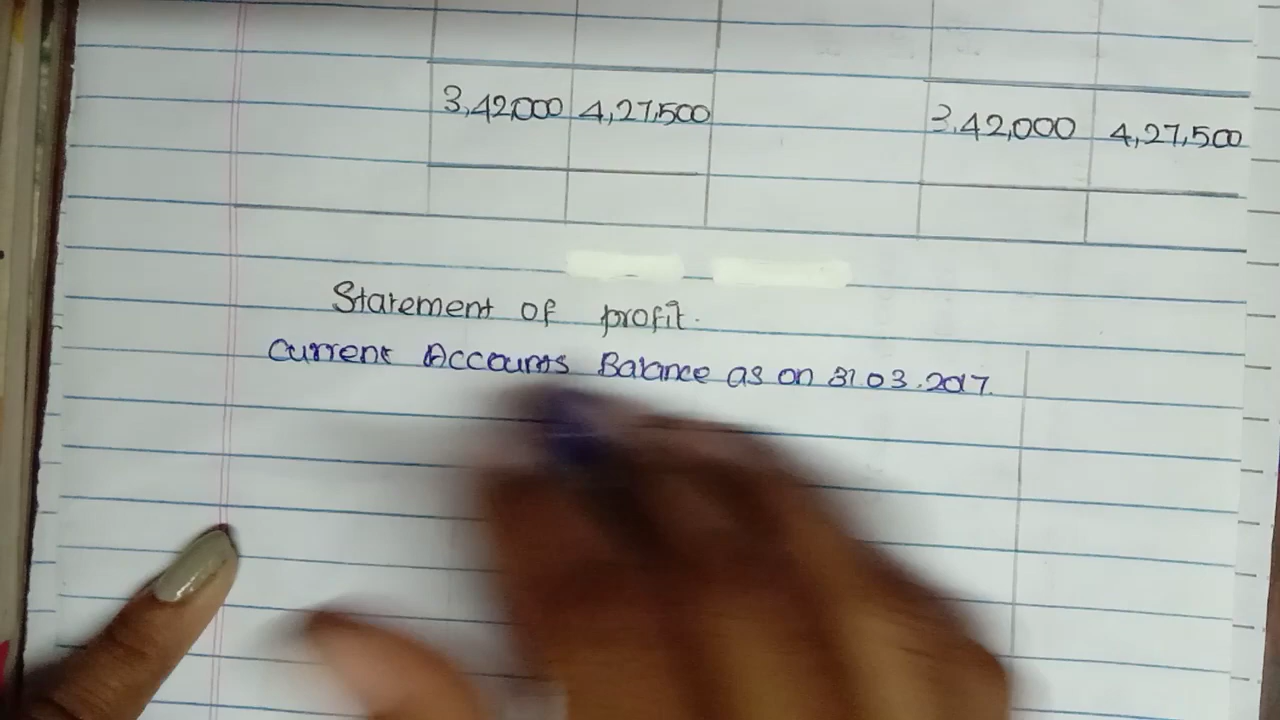 3,42,000 4,27,500 3,42,000 4,27,500
Statement of profit.
Current Accounts Balance as on 31.03.2017.